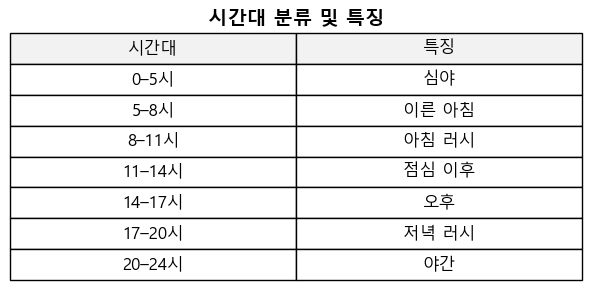 시간대 분류 및 특징
시간대 특징
0–5시 심야
5–8시 이른 아침
8–11시 아침 러시
11–14시 점심 이후
14–17시 오후
17–20시 저녁 러시
20–24시 야간